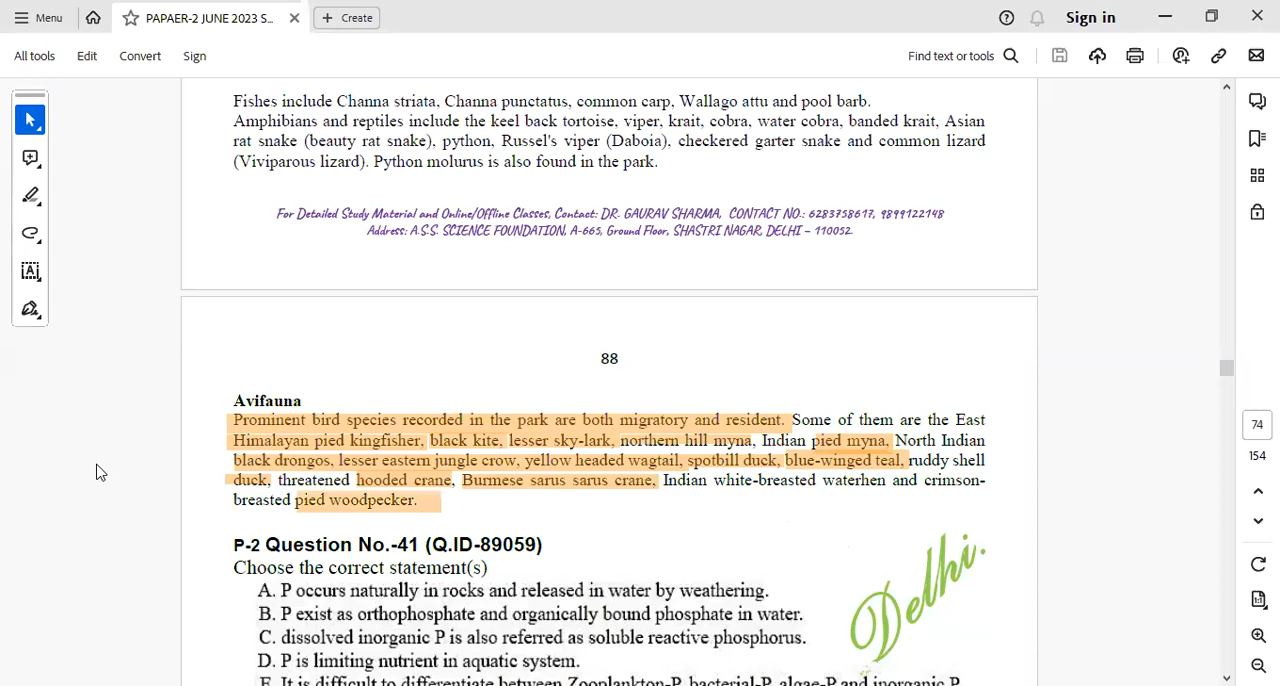 Menu
PAPAER-2 JUNE 2023 S...
Create
Sign in
All tools
Edit
Convert
Sign
Find text or tools
Fishes include Channa striata, Channa punctatus, common carp, Wallago attu and pool barb.
Amphibians and reptiles include the keel back tortoise, viper, krait, cobra, water cobra, banded krait, Asian
rat snake (beauty rat snake), python, Russel's viper (Daboia), checkered garter snake and common lizard
(Viviparous lizard). Python molurus is also found in the park.
For Detailed Study Material and Online/Offline Classes, Contact: DR. GAURAV SHARMA, CONTACT NO.: 6283758617, 9899122148
Address: A.S.S. SCIENCE FOUNDATION, A-665, Ground Floor, SHASTRI NAGAR, DELHI – 110052.
88
Avifauna
Prominent bird species recorded in the park are both migratory and resident. Some of them are the East
Himalayan pied kingfisher, black kite, lesser sky-lark, northern hill myna, Indian pied myna, North Indian
black drongos, lesser eastern jungle crow, yellow headed wagtail, spotbill duck, blue-winged teal, ruddy shell
duck, threatened hooded crane, Burmese sarus sarus crane, Indian white-breasted waterhen and crimson-
breasted pied woodpecker.
P-2 Question No.-41 (Q.ID-89059)
Choose the correct statement(s)
A. P occurs naturally in rocks and released in water by weathering.
B. P exist as orthophosphate and organically bound phosphate in water.
C. dissolved inorganic P is also referred as soluble reactive phosphorus.
D. P is limiting nutrient in aquatic system.
E. It is difficult to differentiate between Zooplankton-P, bacterial-P, algae-P and inorganic P
Delhi.
74
154